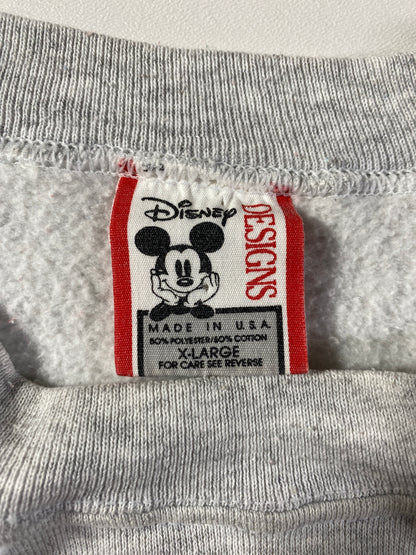 Disney
DESIGNS
MADE IN U.S.A.
50% POLYESTER/50% COTTON
X-LARGE
FOR CARE SEE REVERSE